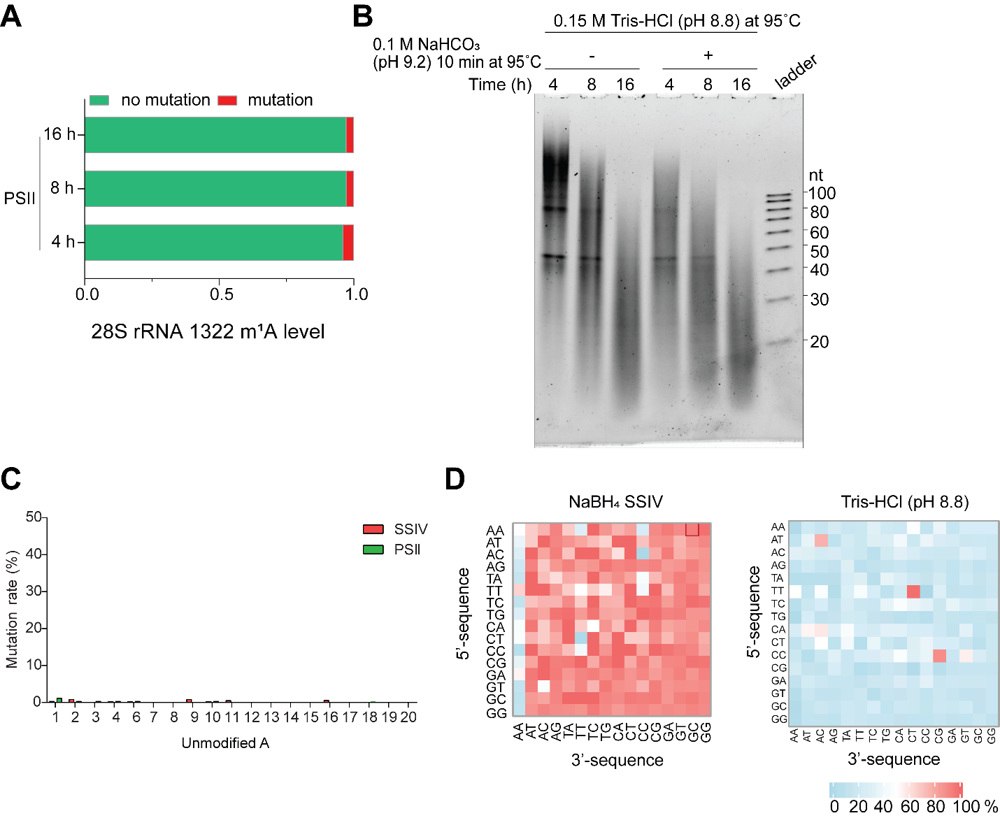 A
no mutation
mutation
16 h
8 h
4 h
PSII
0.0
0.5
1.0
28S rRNA 1322 m¹A level
B
0.15 M Tris-HCl (pH 8.8) at 95˚C
0.1 M NaHCO₃
(pH 9.2) 10 min at 95˚C
-
+
Time (h)
4
8
16
4
8
16
ladder
nt
100
80
60
50
40
30
20
C
50
40
30
20
10
0
Mutation rate (%)
SSIV
PSII
1 2 3 4 6 7 8 9 10 11 12 13 14 15 16 17 18 19 20
Unmodified A
D
NaBH₄ SSIV
AA
AT
AC
AG
TA
TT
TC
TG
CA
CT
CC
CG
GA
GT
GC
GG
5’-sequence
AA AT AC AG TA TT TC TG CA CT CC CG GA GT GC GG
3’-sequence
Tris-HCl (pH 8.8)
AA
AT
AC
AG
TA
TT
TC
TG
CA
CT
CC
CG
GA
GT
GC
GG
5’-sequence
AA AT AC AG TA TT TC TG CA CT CC CG GA GT GC GG
3’-sequence
0 20 40 60 80 100 %